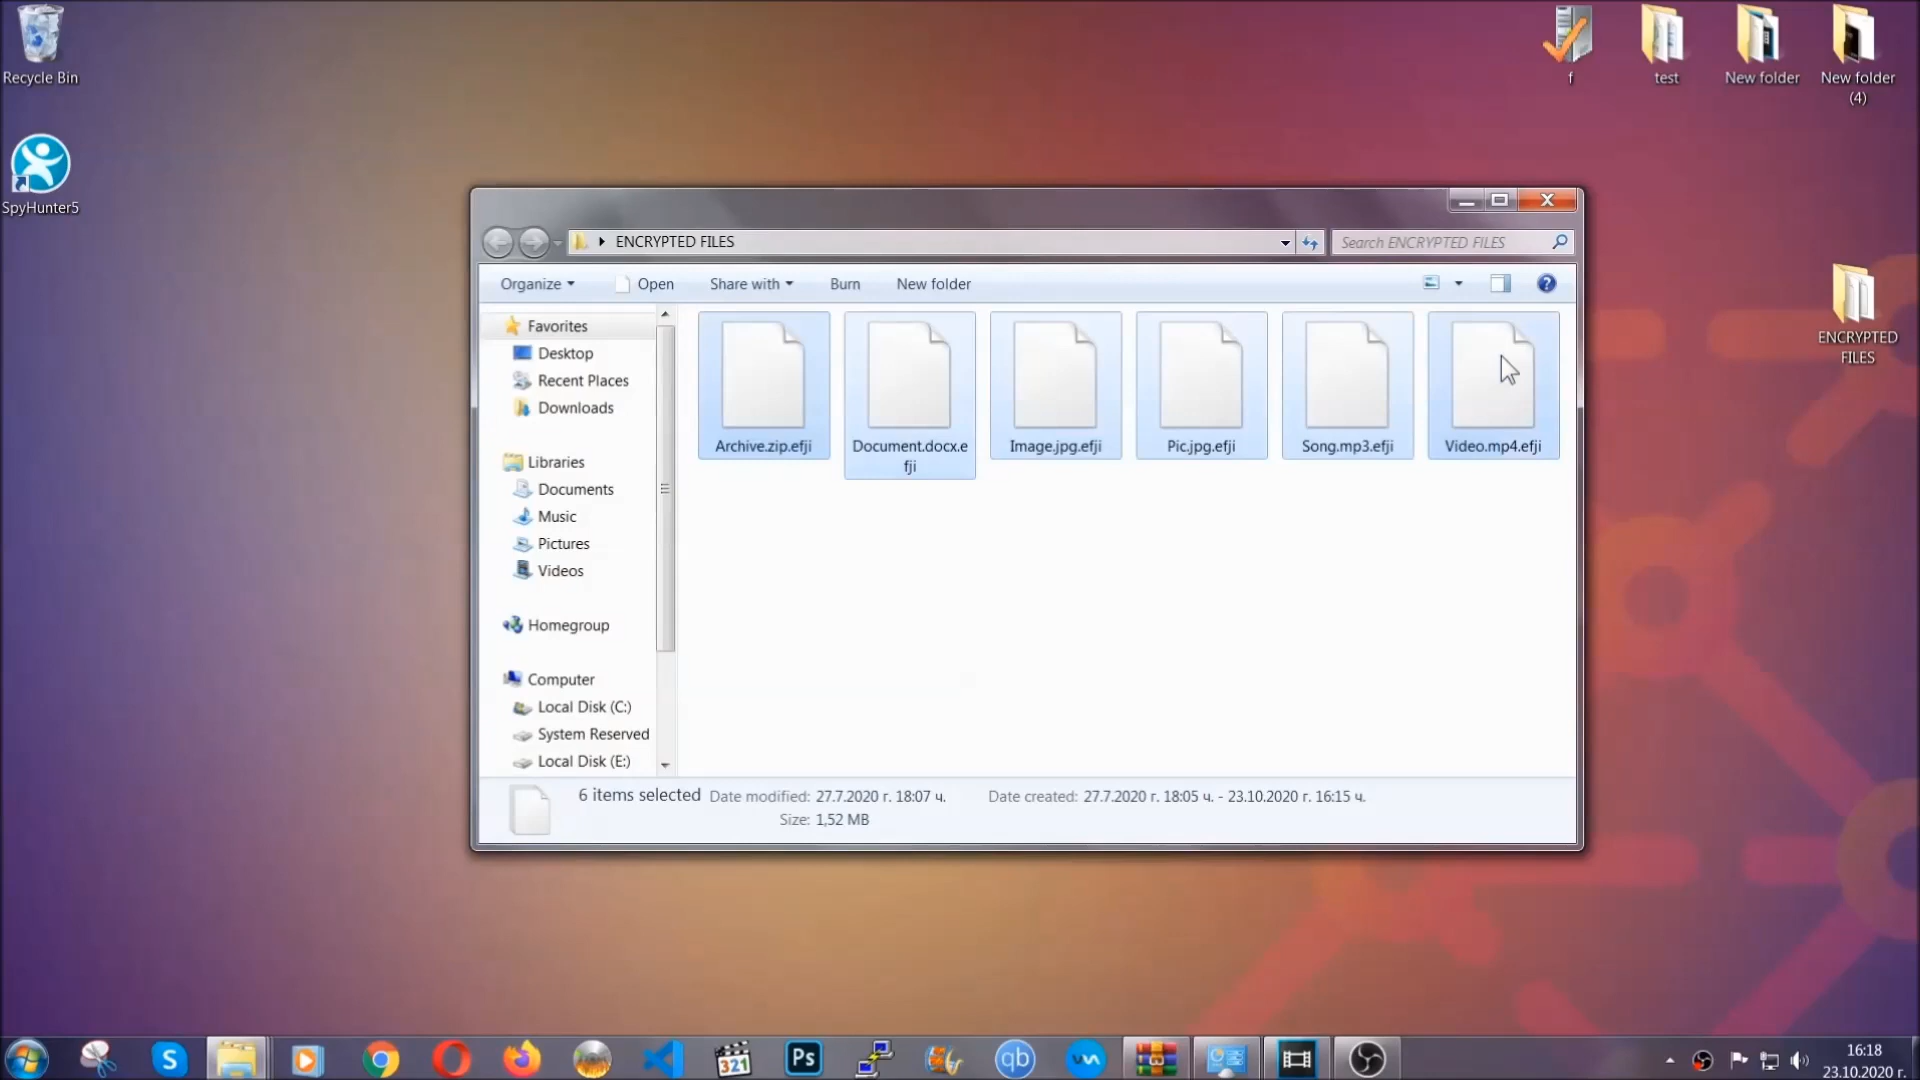 Recycle Bin
SpyHunter5
f
test
New folder
New folder
(4)
ENCRYPTED
FILES
ENCRYPTED FILES
Search ENCRYPTED FILES
Organize
Open
Share with
Burn
New folder
Favorites
Desktop
Recent Places
Downloads
Libraries
Documents
Music
Pictures
Videos
Homegroup
Computer
Local Disk (C:)
System Reserved
Local Disk (E:)
Archive.zip.efji
Document.docx.e
fji
Image.jpg.efji
Pic.jpg.efji
Song.mp3.efji
Video.mp4.efji
6 items selected Date modified: 27.7.2020 г. 18:07 ч. Date created: 27.7.2020 г. 18:05 ч. - 23.10.2020 г. 16:15 ч.
Size: 1,52 MB
S
321
Ps
qb
16:18
23.10.2020 г.